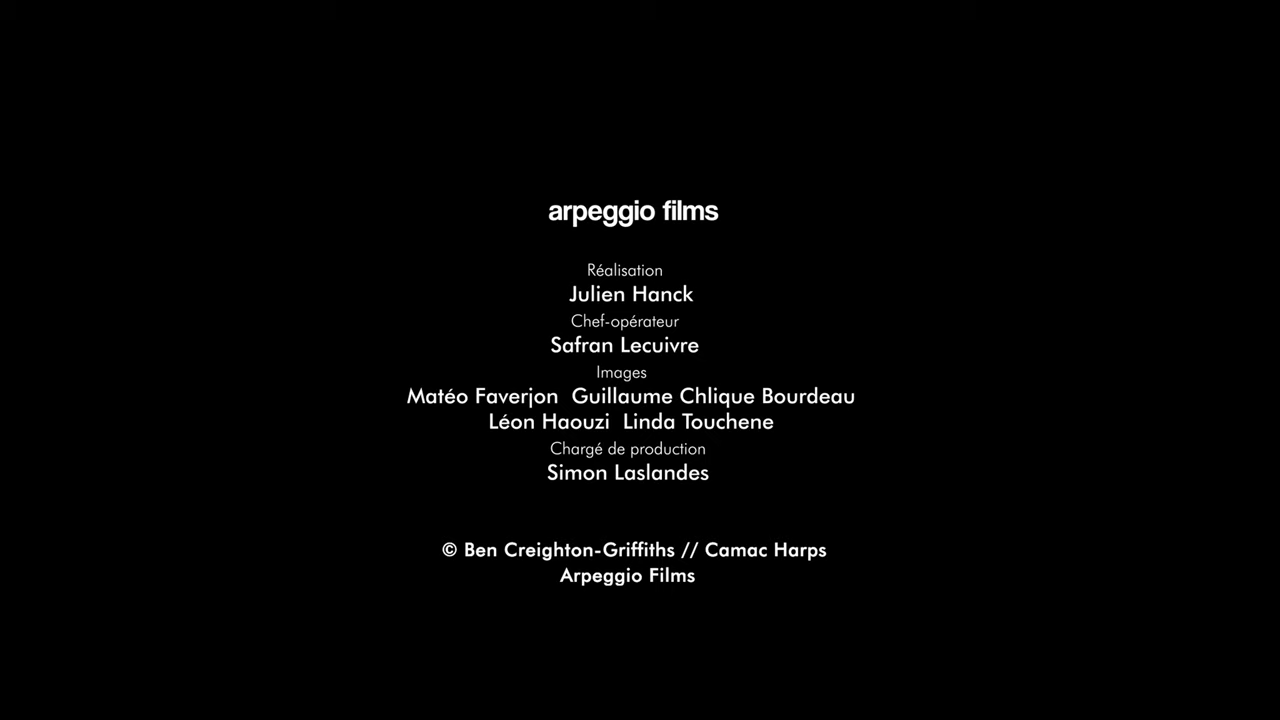 arpeggio films
Réalisation
Julien Hanck
Chef-opérateur
Safran Lecuivre
Images
Matéo Faverjon  Guillaume Chlique Bourdeau
Léon Haouzi  Linda Touchene
Chargé de production
Simon Laslandes
© Ben Creighton-Griffiths // Camac Harps
Arpeggio Films